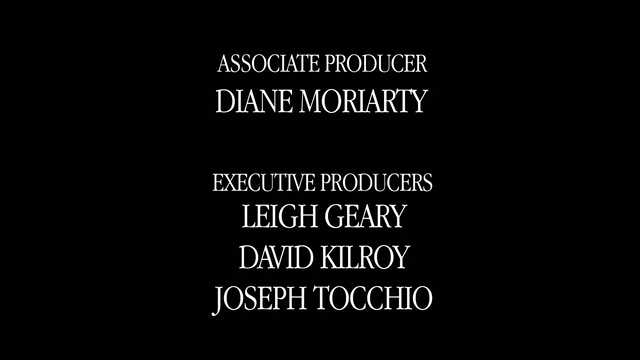 ASSOCIATE PRODUCER
DIANE MORIARTY
EXECUTIVE PRODUCERS
LEIGH GEARY
DAVID KILROY
JOSEPH TOCCHIO